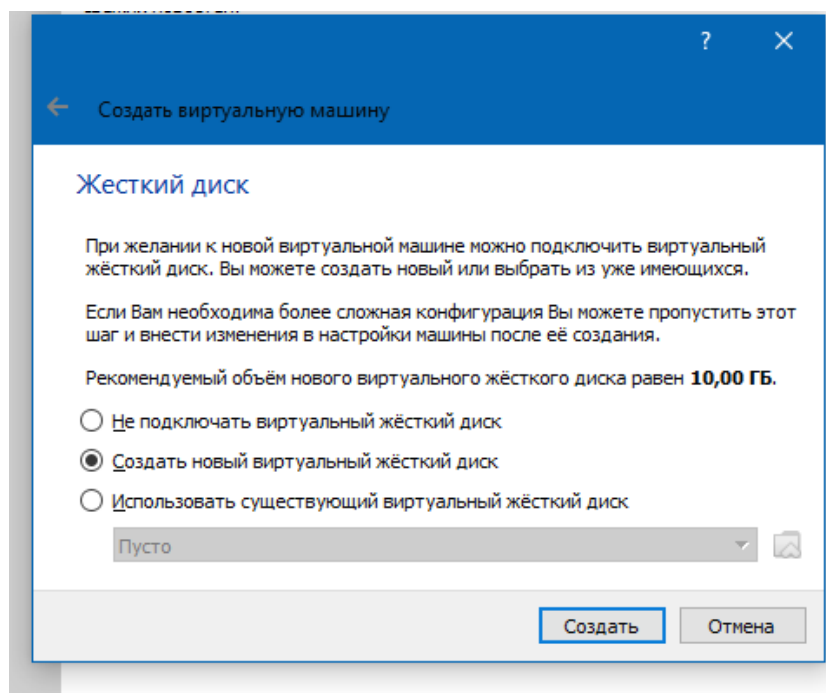 ?
Создать виртуальную машину
Жесткий диск
При желании к новой виртуальной машине можно подключить виртуальный
жёсткий диск. Вы можете создать новый или выбрать из уже имеющихся.
Если Вам необходима более сложная конфигурация Вы можете пропустить этот
шаг и внести изменения в настройки машины после её создания.
Рекомендуемый объём нового виртуального жёсткого диска равен 10,00 ГБ.
Не подключать виртуальный жёсткий диск
Создать новый виртуальный жёсткий диск
Использовать существующий виртуальный жёсткий диск
Пусто
Создать Отмена